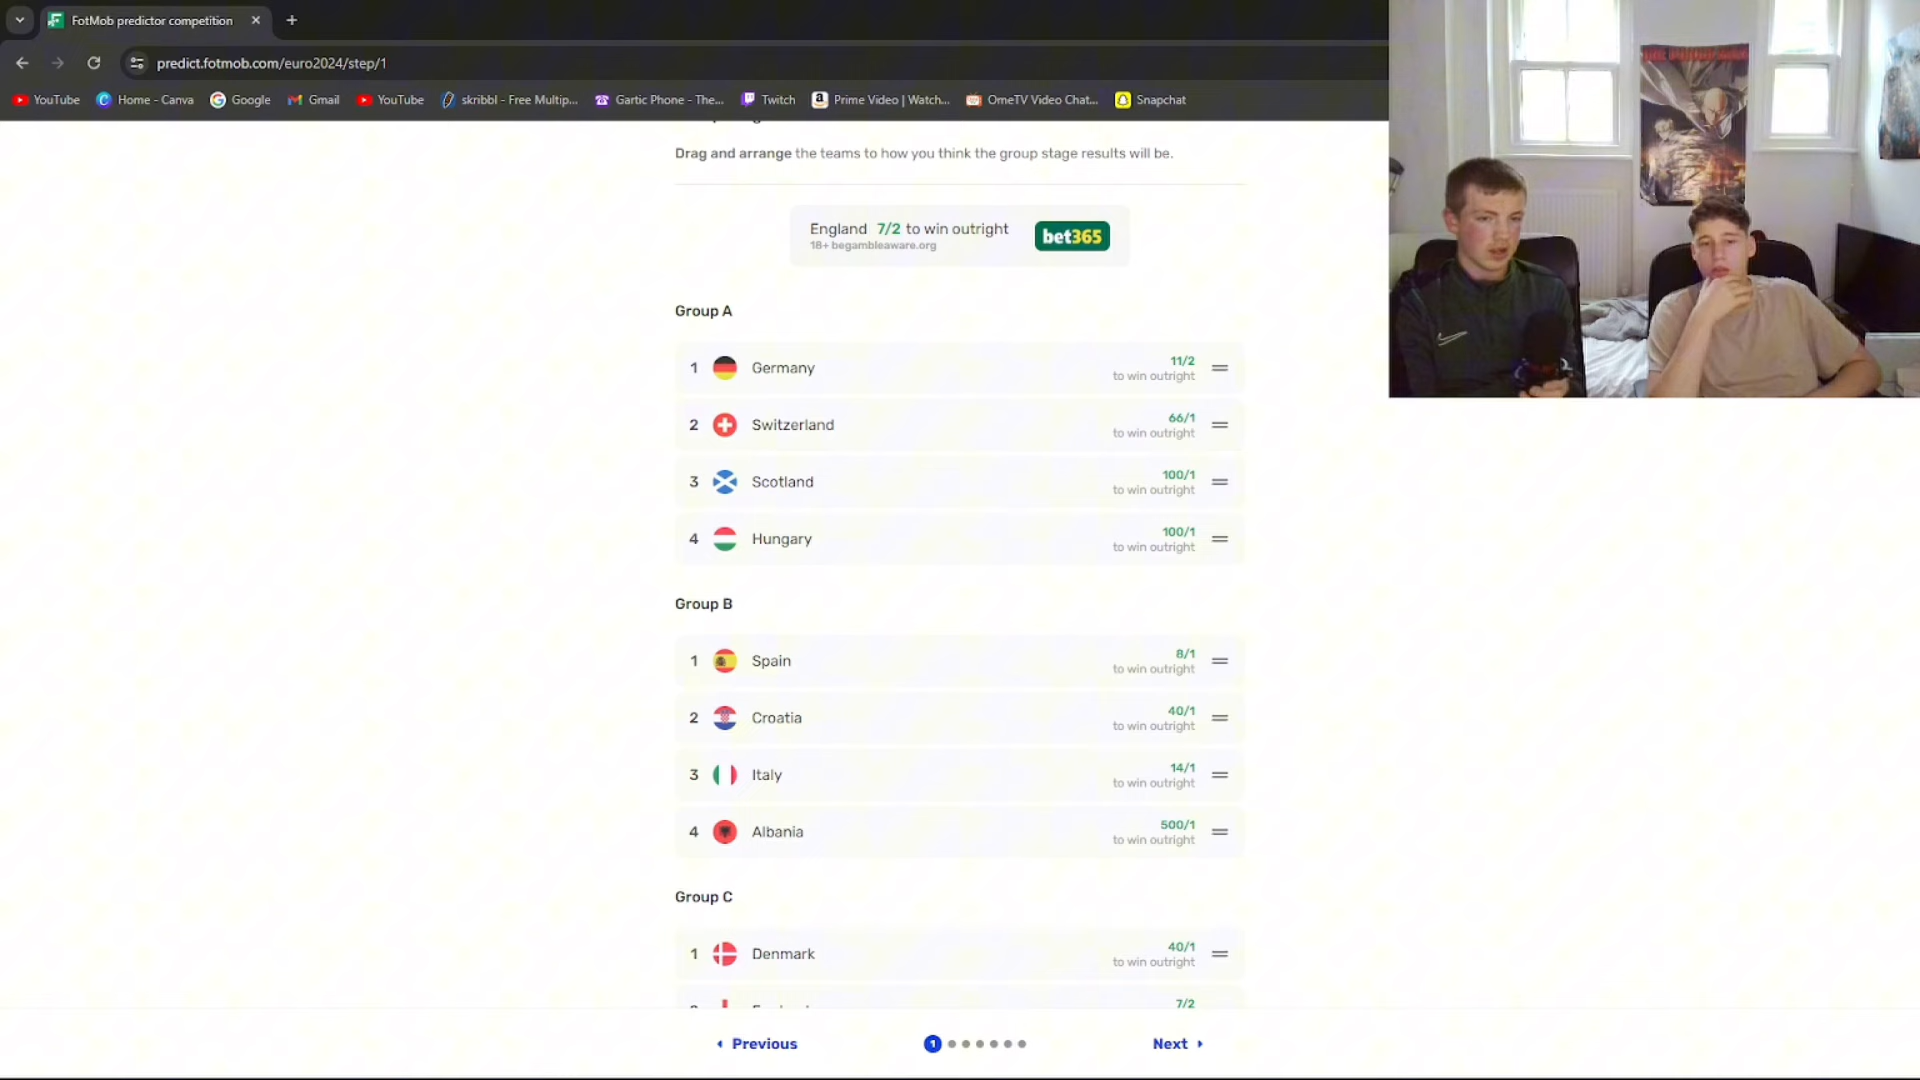 FotMob predictor competition
predict.fotmob.com/euro2024/step/1
YouTube
Home - Canva
Google
Gmail
YouTube
skribbl - Free Multip...
Gartic Phone - The...
Twitch
Prime Video | Watch...
OmeTV Video Chat...
Snapchat
Drag and arrange the teams to how you think the group stage results will be.
England 7/2 to win outright
18+ begambleaware.org
bet365
Group A
1 Germany 11/2
to win outright
2 Switzerland 66/1
to win outright
3 Scotland 100/1
to win outright
4 Hungary 100/1
to win outright
Group B
1 Spain 8/1
to win outright
2 Croatia 40/1
to win outright
3 Italy 14/1
to win outright
4 Albania 500/1
to win outright
Group C
1 Denmark 40/1
to win outright
7/2
Previous
1
Next